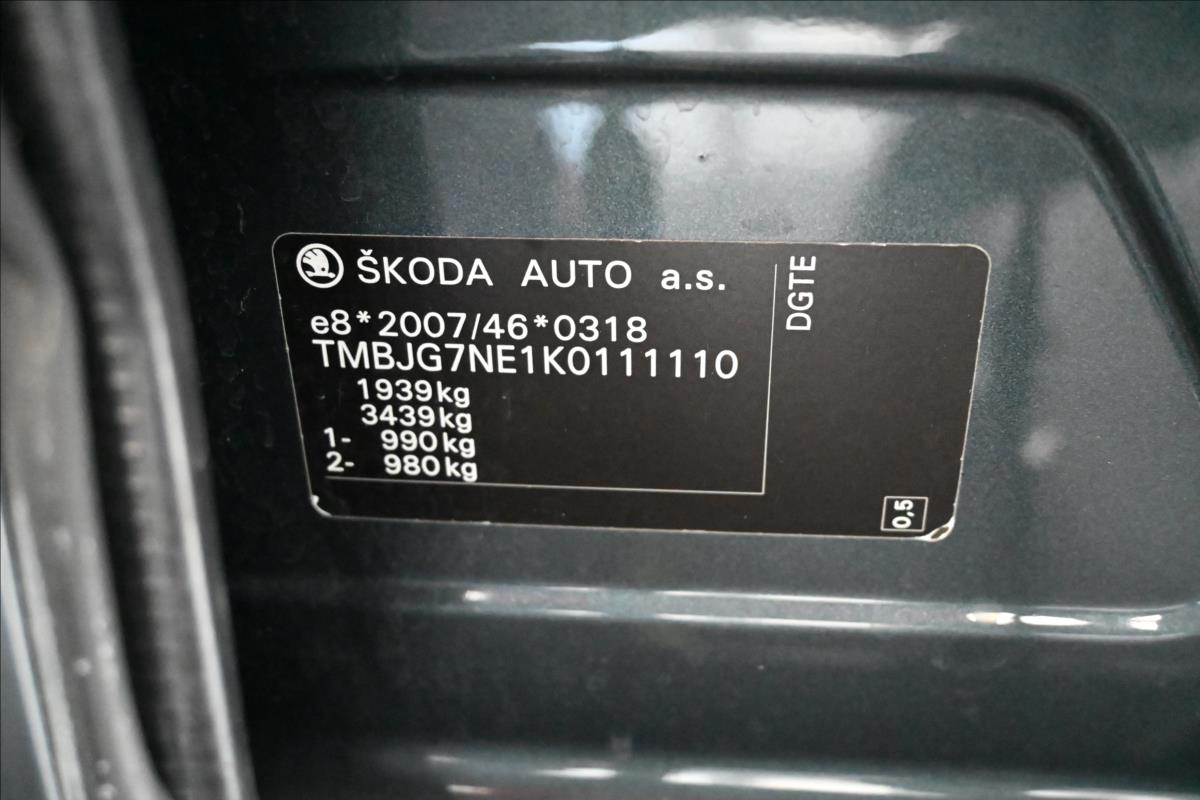 ŠKODA AUTO a.s.
e8*2007/46*0318
TMBJG7NE1K0111110
1939kg
3439kg
1- 990kg
2- 980kg
DGTE
0,5